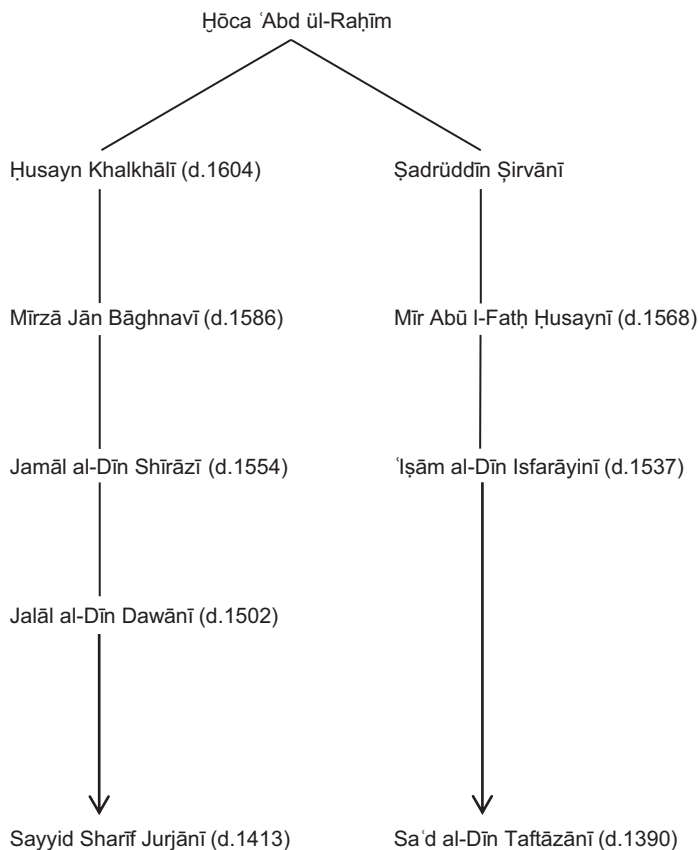 Ḫōca ʿAbd ül-Raḥīm
Ḥusayn Khalkhālī (d.1604)
Ṣadrüddīn Şirvānī
Mīrzā Jān Bāghnavī (d.1586)
Mīr Abū l-Fatḥ Ḥusaynī (d.1568)
Jamāl al-Dīn Shīrāzī (d.1554)
ʿIṣām al-Dīn Isfarāyinī (d.1537)
Jalāl al-Dīn Dawānī (d.1502)
Sayyid Sharīf Jurjānī (d.1413)
Saʿd al-Dīn Taftāzānī (d.1390)